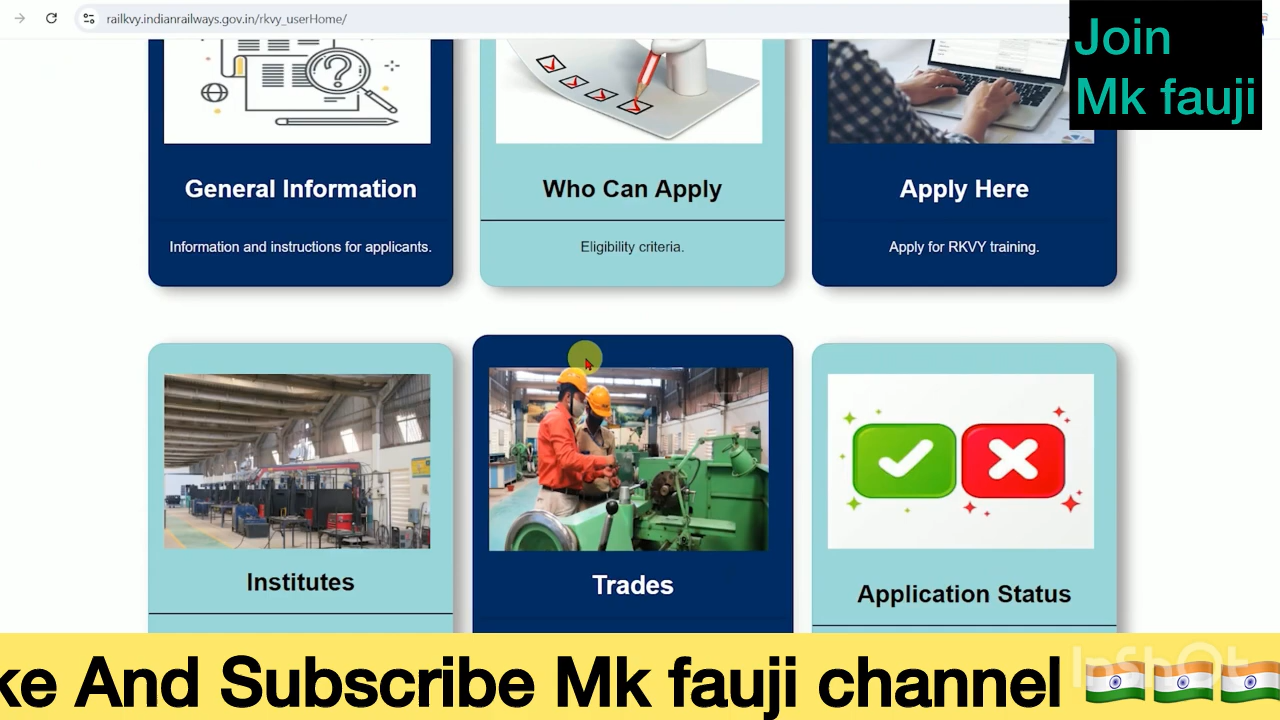 railkvy.indianrailways.gov.in/rkvy_userHome/
Join
Mk fauji
General Information
Who Can Apply
Apply Here
Information and instructions for applicants.
Eligibility criteria.
Apply for RKVY training.
Institutes
Trades
Application Status
ke And Subscribe Mk fauji channel 🇮🇳🇮🇳🇮🇳
InShOt